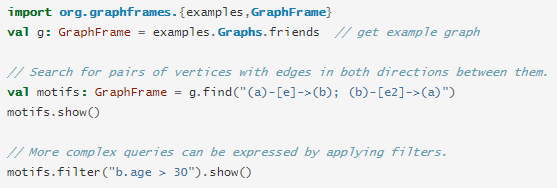 import org.graphframes.{examples,GraphFrame}
val g: GraphFrame = examples.Graphs.friends  // get example graph
// Search for pairs of vertices with edges in both directions between them.
val motifs: GraphFrame = g.find("(a)-[e]->(b); (b)-[e2]->(a)")
motifs.show()
// More complex queries can be expressed by applying filters.
motifs.filter("b.age > 30").show()